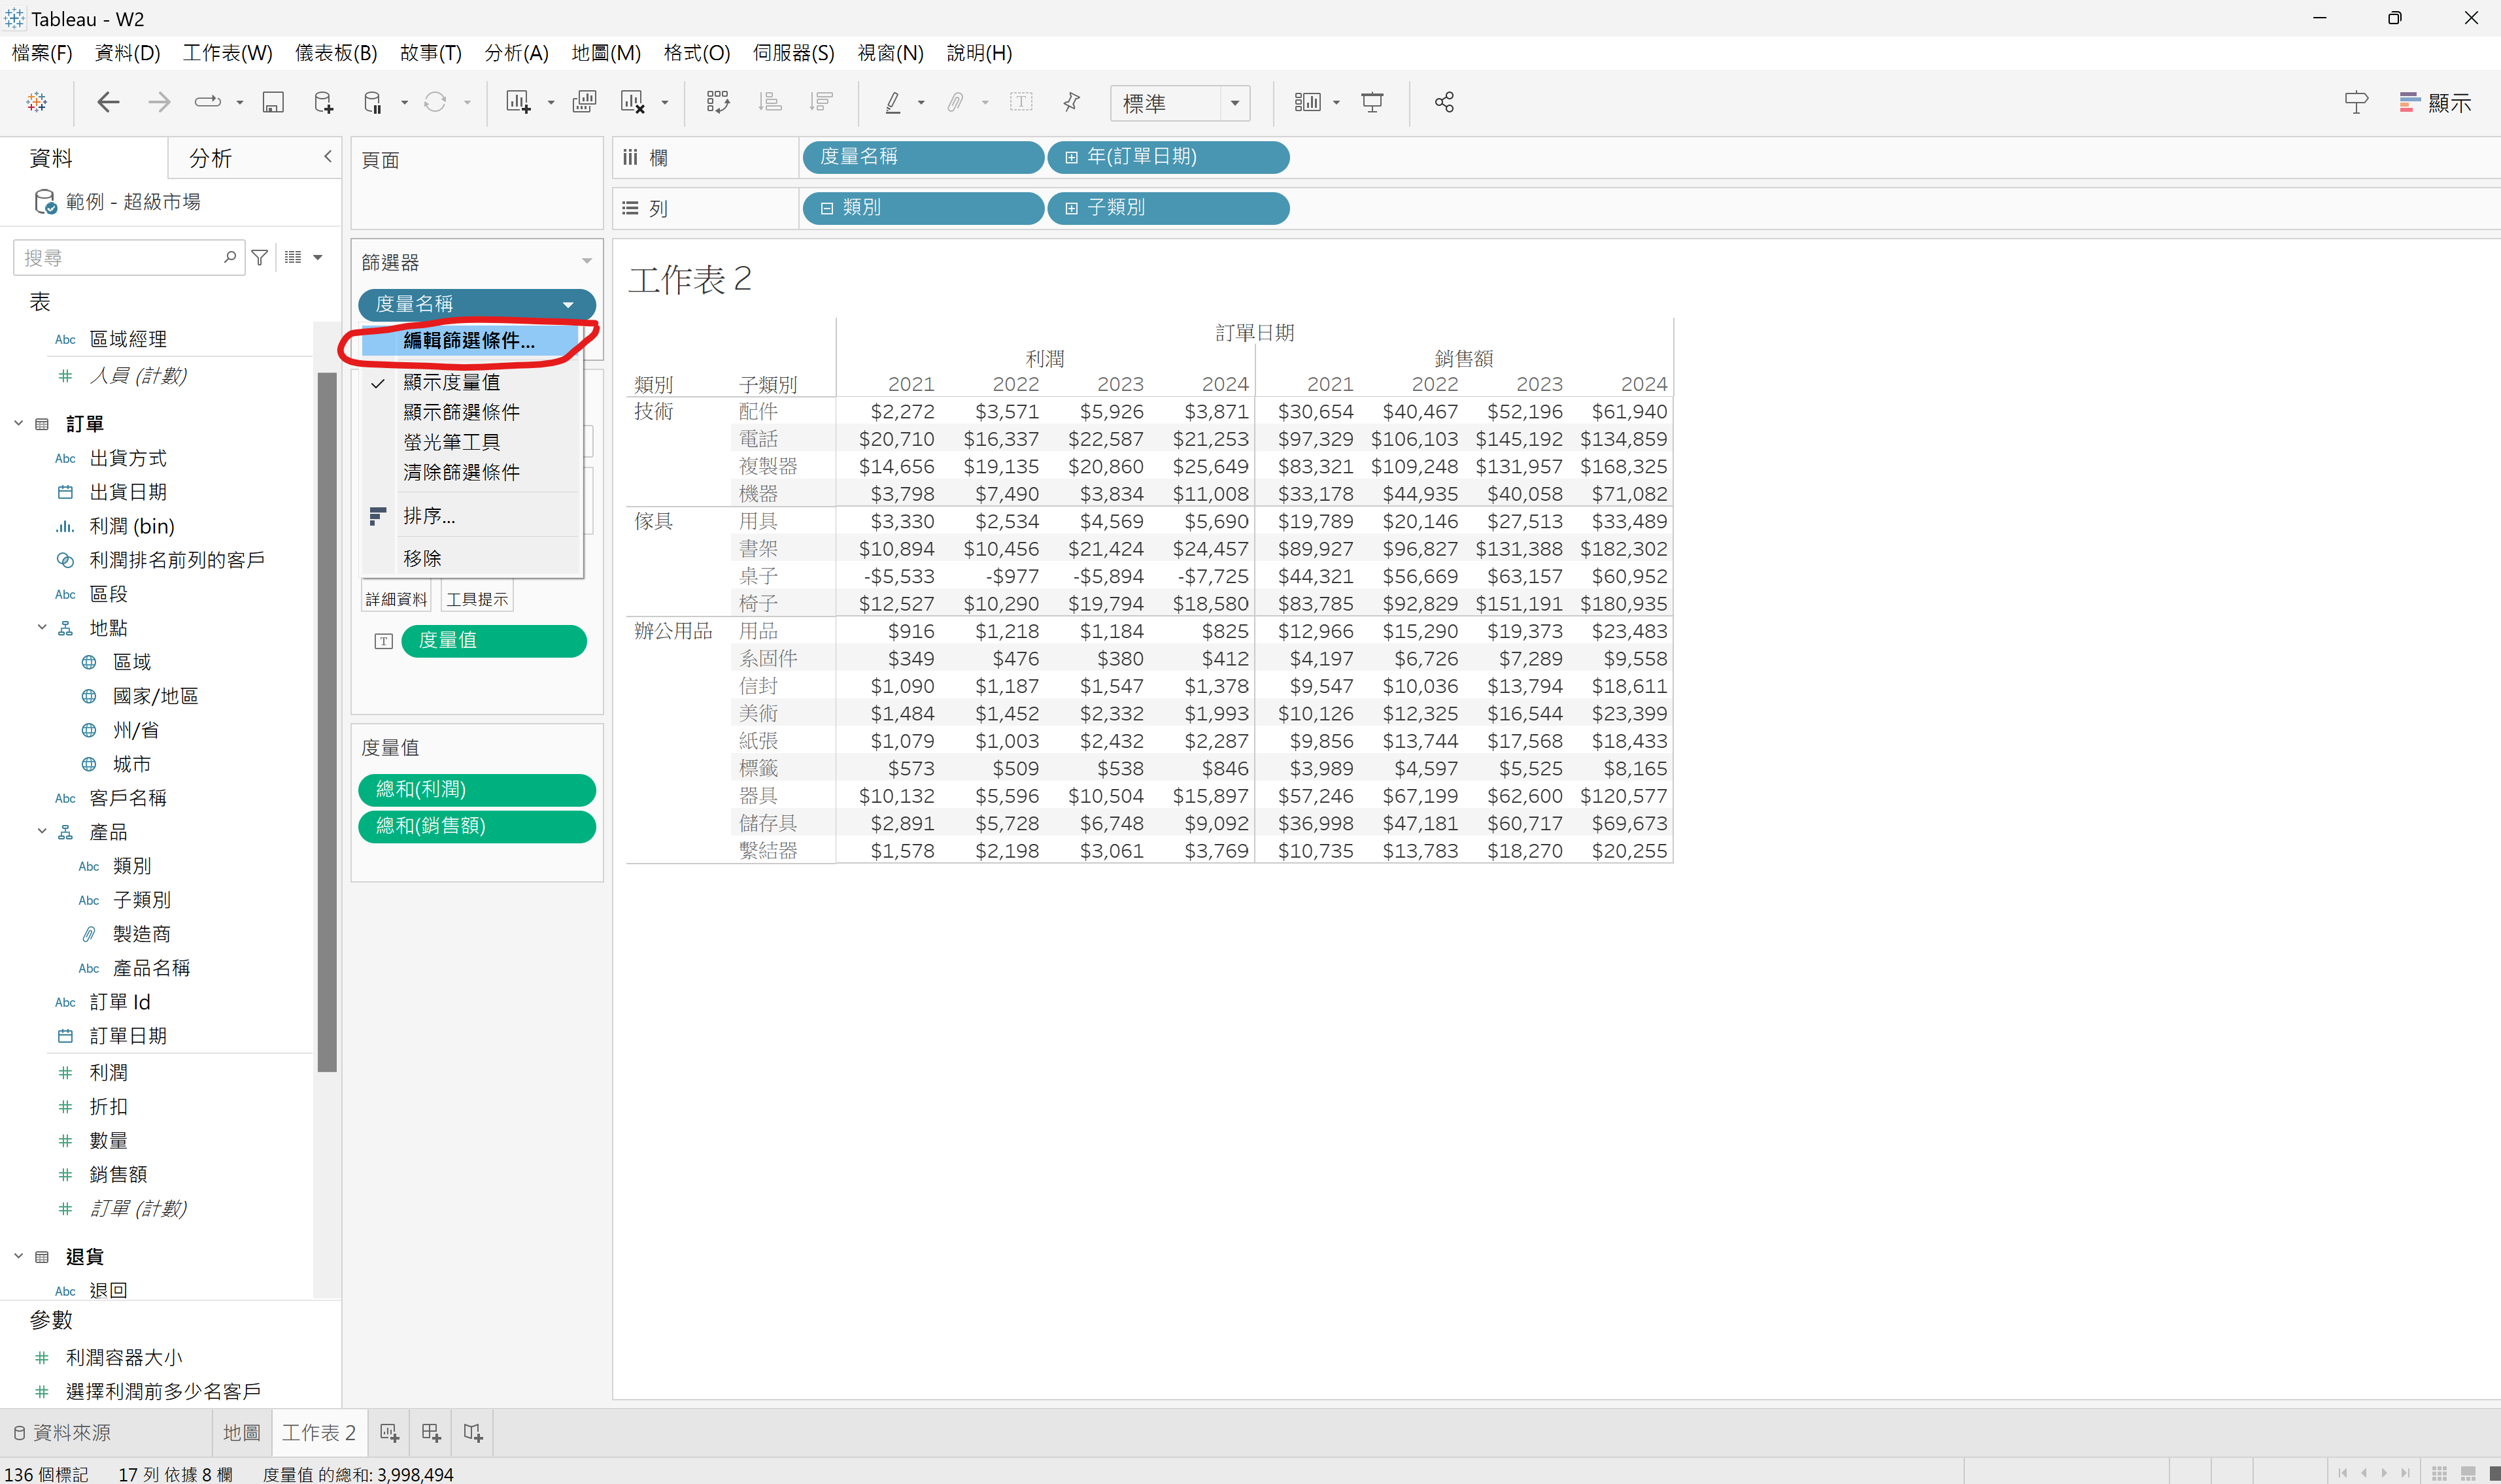 Tableau - W2
檔案(F) 資料(D) 工作表(W) 儀表板(B) 故事(T) 分析(A) 地圖(M) 格式(O) 伺服器(S) 視窗(N) 說明(H)
標準
顯示
資料 分析
範例 - 超級市場
搜尋
表
Abc 區域經理
人員 (計數)
訂單
Abc 出貨方式
出貨日期
利潤 (bin)
利潤排名前列的客戶
Abc 區段
地點
區域
國家/地區
州/省
城市
Abc 客戶名稱
產品
Abc 類別
Abc 子類別
製造商
Abc 產品名稱
Abc 訂單 Id
訂單日期
利潤
折扣
數量
銷售額
訂單 (計數)
退貨
Abc 退回
參數
利潤容器大小
選擇利潤前多少名客戶
頁面
篩選器
度量名稱
編輯篩選條件...
顯示度量值
顯示篩選條件
螢光筆工具
清除篩選條件
排序...
移除
詳細資料 工具提示
T 度量值
度量值
總和(利潤)
總和(銷售額)
欄 度量名稱 年(訂單日期)
列 類別 子類別
工作表 2
訂單日期
利潤 銷售額
類別 子類別 2021 2022 2023 2024 2021 2022 2023 2024
技術 配件 $2,272 $3,571 $5,926 $3,871 $30,654 $40,467 $52,196 $61,940
電話 $20,710 $16,337 $22,587 $21,253 $97,329 $106,103 $145,192 $134,859
複製器 $14,656 $19,135 $20,860 $25,649 $83,321 $109,248 $131,957 $168,325
機器 $3,798 $7,490 $3,834 $11,008 $33,178 $44,935 $40,058 $71,082
傢具 用具 $3,330 $2,534 $4,569 $5,690 $19,789 $20,146 $27,513 $33,489
書架 $10,894 $10,456 $21,424 $24,457 $89,927 $96,827 $131,388 $182,302
桌子 -$5,533 -$977 -$5,894 -$7,725 $44,321 $56,669 $63,157 $60,952
椅子 $12,527 $10,290 $19,794 $18,580 $83,785 $92,829 $151,191 $180,935
辦公用品 用品 $916 $1,218 $1,184 $825 $12,966 $15,290 $19,373 $23,483
系固件 $349 $476 $380 $412 $4,197 $6,726 $7,289 $9,558
信封 $1,090 $1,187 $1,547 $1,378 $9,547 $10,036 $13,794 $18,611
美術 $1,484 $1,452 $2,332 $1,993 $10,126 $12,325 $16,544 $23,399
紙張 $1,079 $1,003 $2,432 $2,287 $9,856 $13,744 $17,568 $18,433
標籤 $573 $509 $538 $846 $3,989 $4,597 $5,525 $8,165
器具 $10,132 $5,596 $10,504 $15,897 $57,246 $67,199 $62,600 $120,577
儲存具 $2,891 $5,728 $6,748 $9,092 $36,998 $47,181 $60,717 $69,673
繫結器 $1,578 $2,198 $3,061 $3,769 $10,735 $13,783 $18,270 $20,255
資料來源 地圖 工作表 2
136 個標記 17 列 依據 8 欄 度量值 的總和: 3,998,494